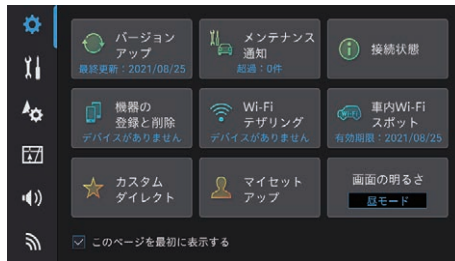 バージョン
アップ
最終更新：2021/08/25
メンテナンス
通知
超過：0件
接続状態
機器の
登録と削除
デバイスがありません
Wi-Fi
テザリング
デバイスがありません
車内Wi-Fi
スポット
有効期限：2021/08/25
カスタム
ダイレクト
マイセット
アップ
画面の明るさ
昼モード
このページを最初に表示する